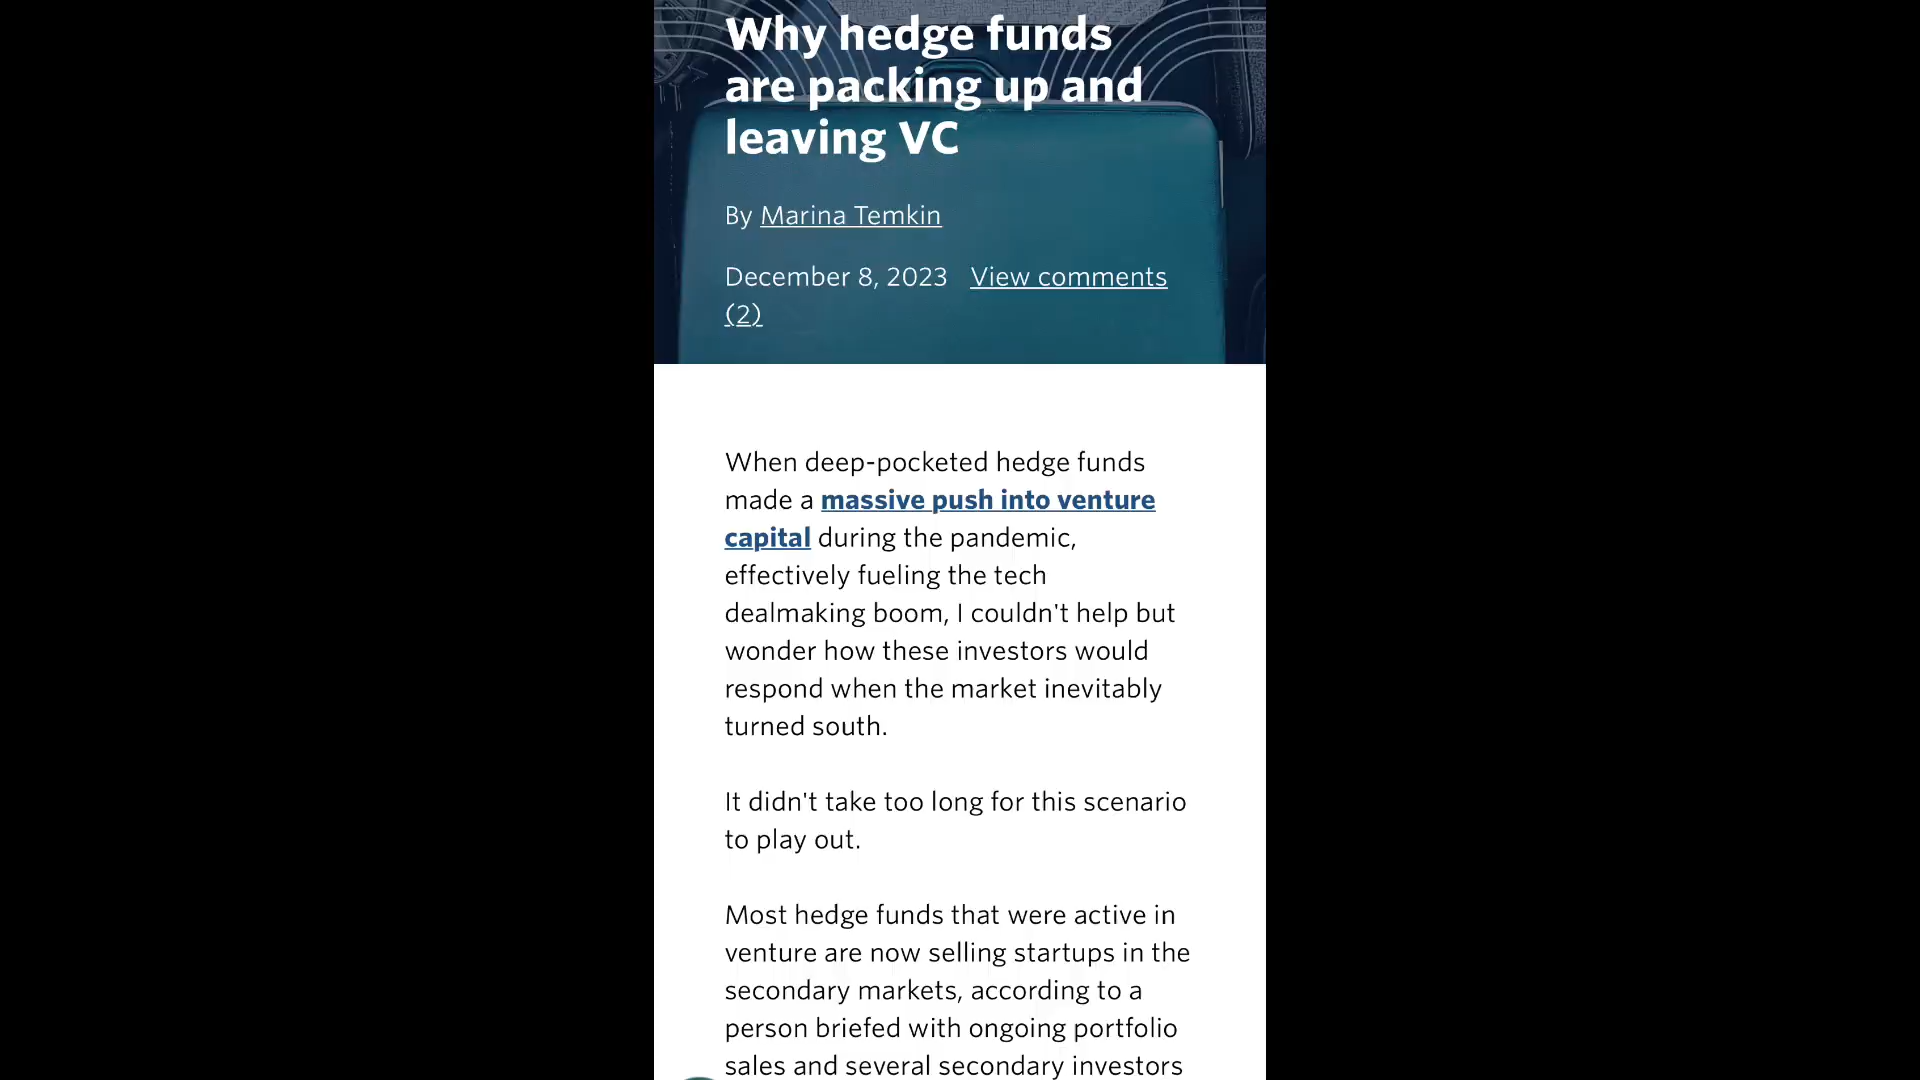 Why hedge funds
are packing up and
leaving VC
By Marina Temkin
December 8, 2023 View comments
(2)
When deep-pocketed hedge funds
made a massive push into venture
capital during the pandemic,
effectively fueling the tech
dealmaking boom, I couldn't help but
wonder how these investors would
respond when the market inevitably
turned south.
It didn't take too long for this scenario
to play out.
Most hedge funds that were active in
venture are now selling startups in the
secondary markets, according to a
person briefed with ongoing portfolio
sales and several secondary investors